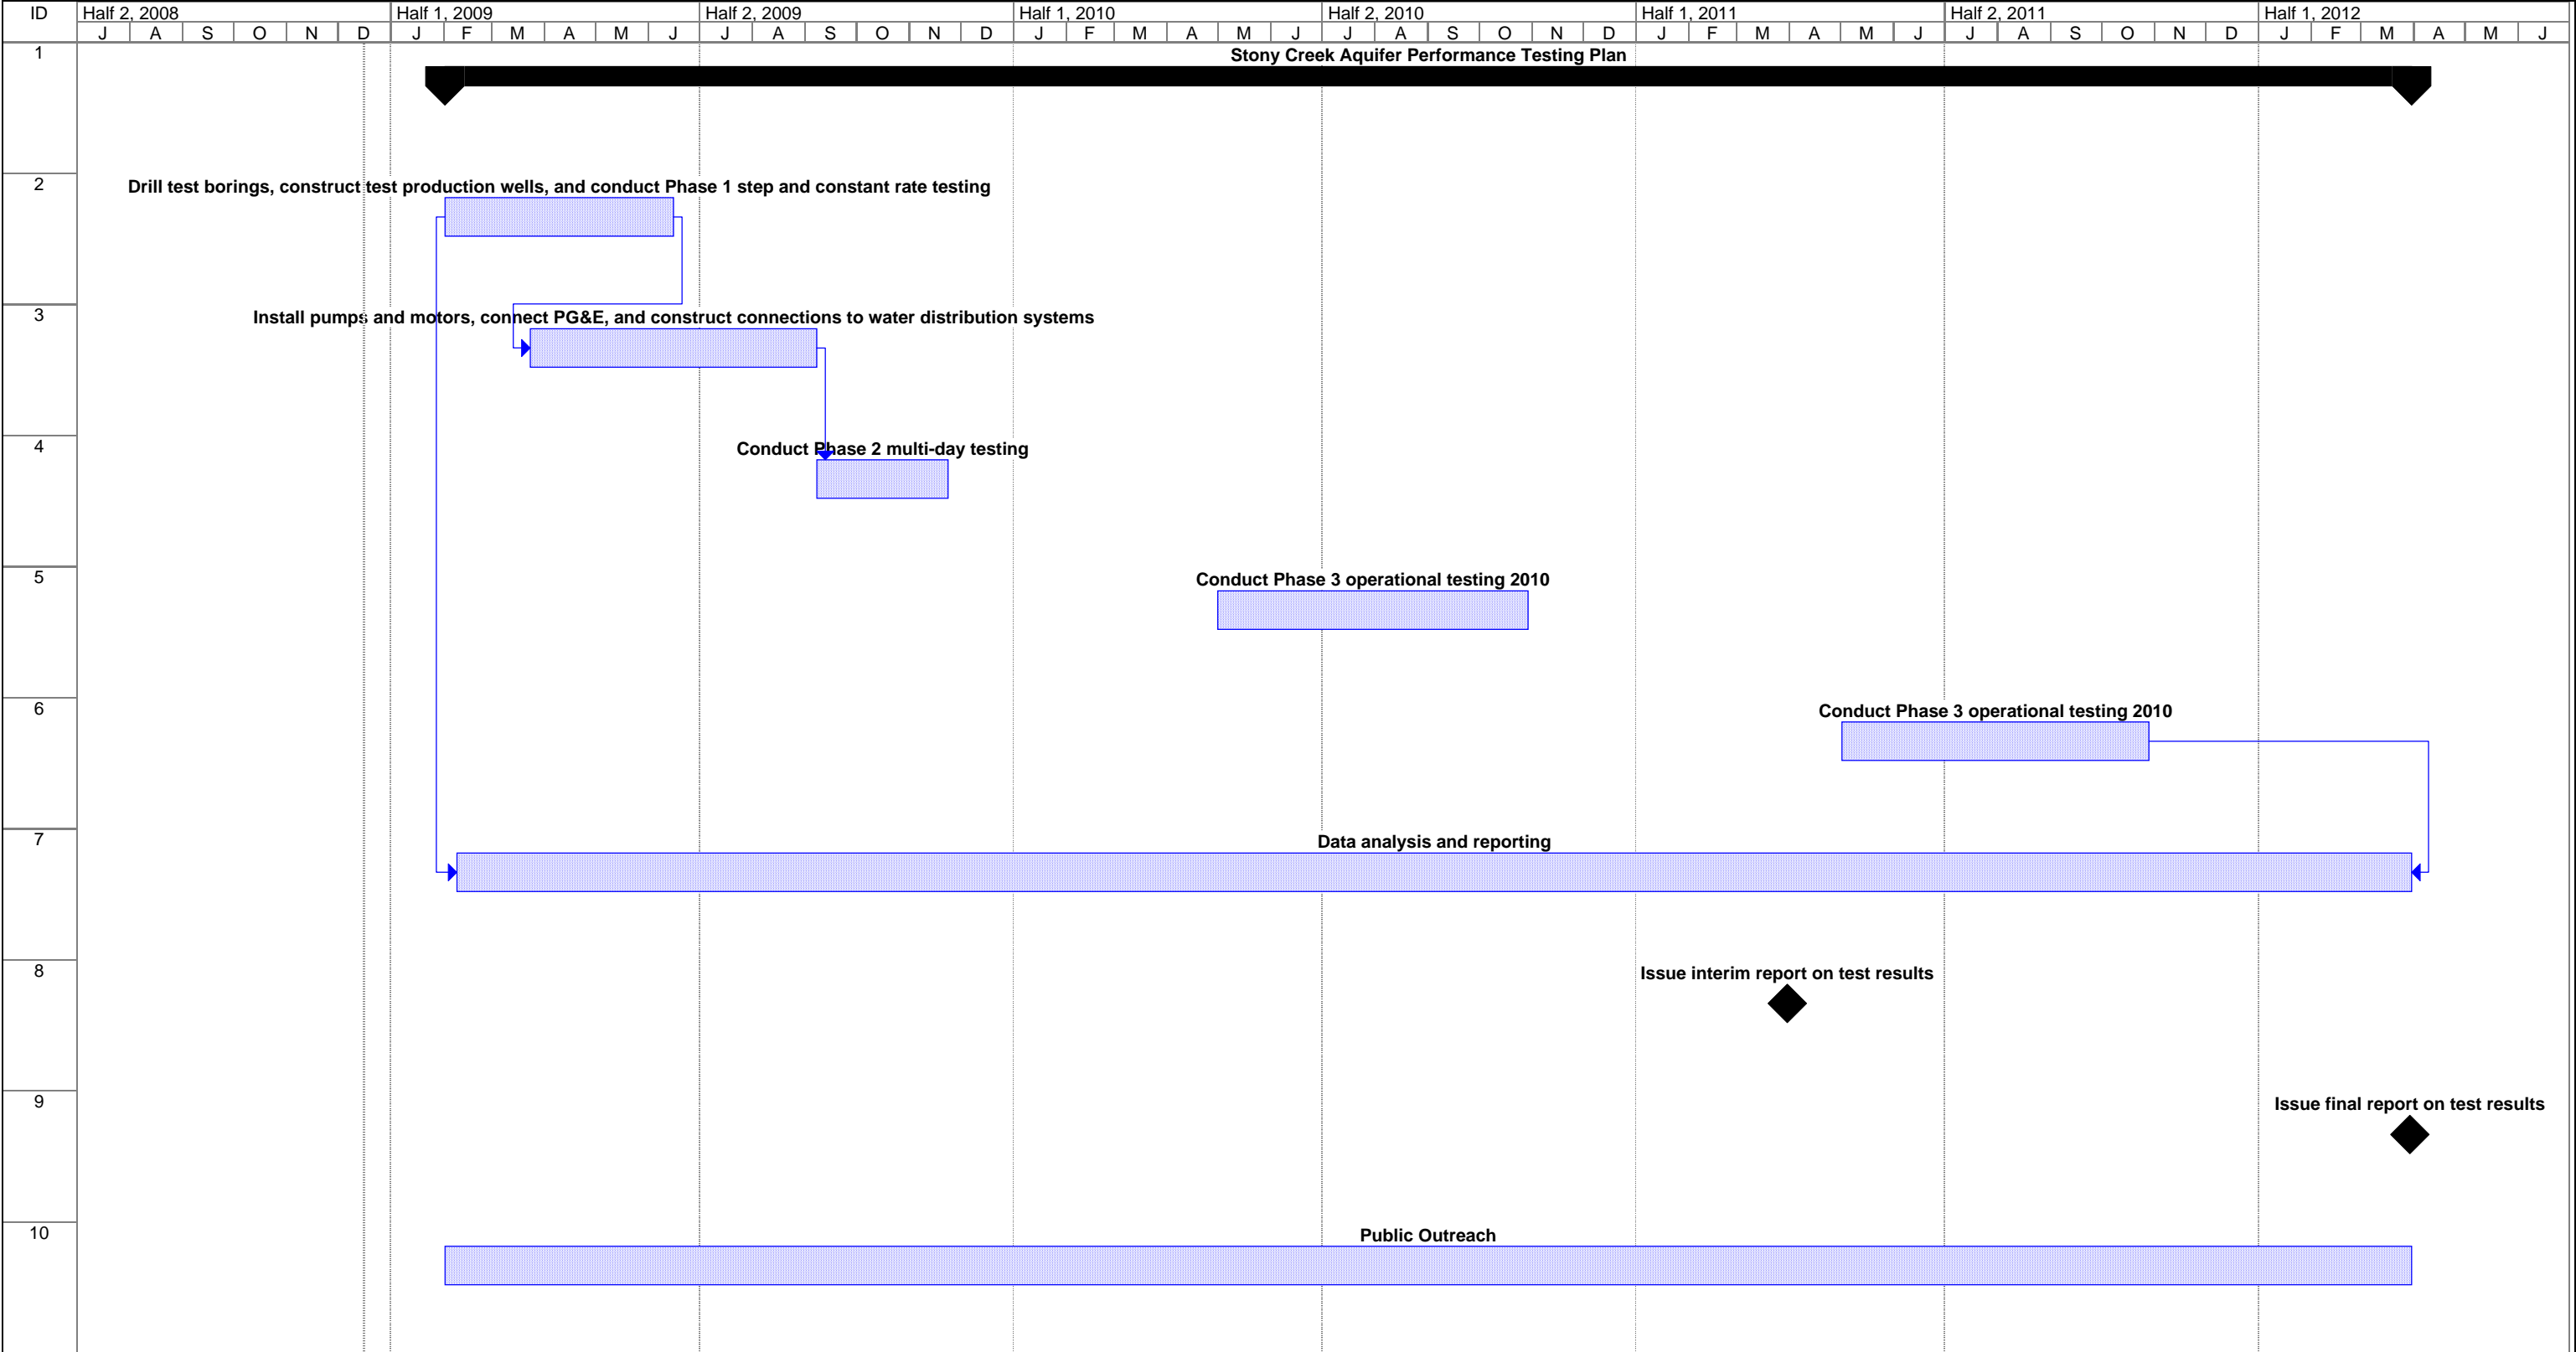 ID Half 2, 2008 Half 1, 2009 Half 2, 2009 Half 1, 2010 Half 2, 2010 Half 1, 2011 Half 2, 2011 Half 1, 2012
J A S O N D J F M A M J J A S O N D J F M A M J J A S O N D J F M A M J J A S O N D J F M A M J
1
Stony Creek Aquifer Performance Testing Plan
2
Drill test borings, construct test production wells, and conduct Phase 1 step and constant rate testing
3
Install pumps and motors, connect PG&E, and construct connections to water distribution systems
4
Conduct Phase 2 multi-day testing
5
Conduct Phase 3 operational testing 2010
6
Conduct Phase 3 operational testing 2010
7
Data analysis and reporting
8
Issue interim report on test results
9
Issue final report on test results
10
Public Outreach